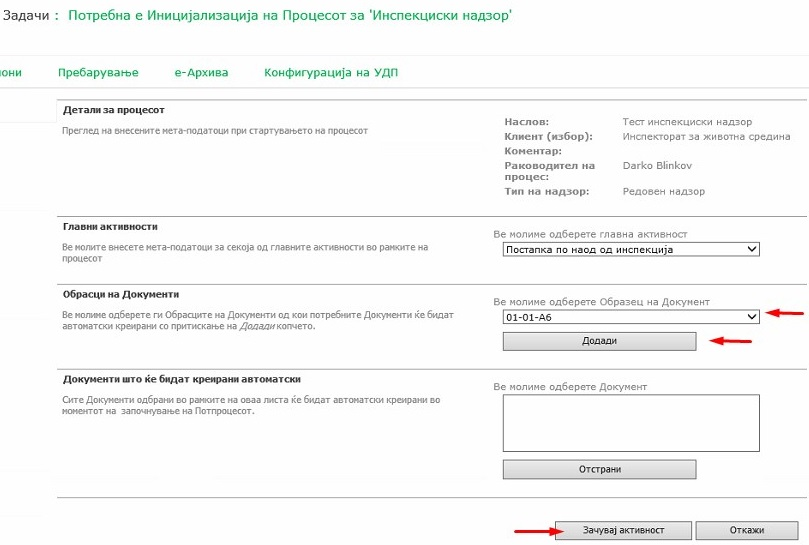 Задачи : Потребна е Иницијализација на Процесот за 'Инспекциски надзор'
иони Пребарување е-Архива Конфигурација на УДП
Детали за процесот
Преглед на внесените мета-податоци при стартувањето на процесот
Наслов: Тест инспекциски надзор
Клиент (избор): Инспекторат за животна средина
Коментар:
Раководител на процес: Darko Blinkov
Тип на надзор: Редовен надзор
Главни активности
Ве молите внесете мета-податоци за секоја од главните активности во рамките на
процесот
Ве молиме одберете главна активност
Постапка по наод од инспекција
Обрасци на Документи
Ве молиме одберете ги Обрасците на Документи од кои потребните Документи ќе бидат
автоматски креирани со притискање на Додади копчето.
Ве молиме одберете Образец на Документ
01-01-А6
Додади
Документи што ќе бидат креирани автоматски
Сите Документи одбрани во рамките на оваа листа ќе бидат автоматски креирани во
моментот на започнување на Потпроцесот.
Ве молиме одберете Документ
Отстрани
Зачувај активност
Откажи